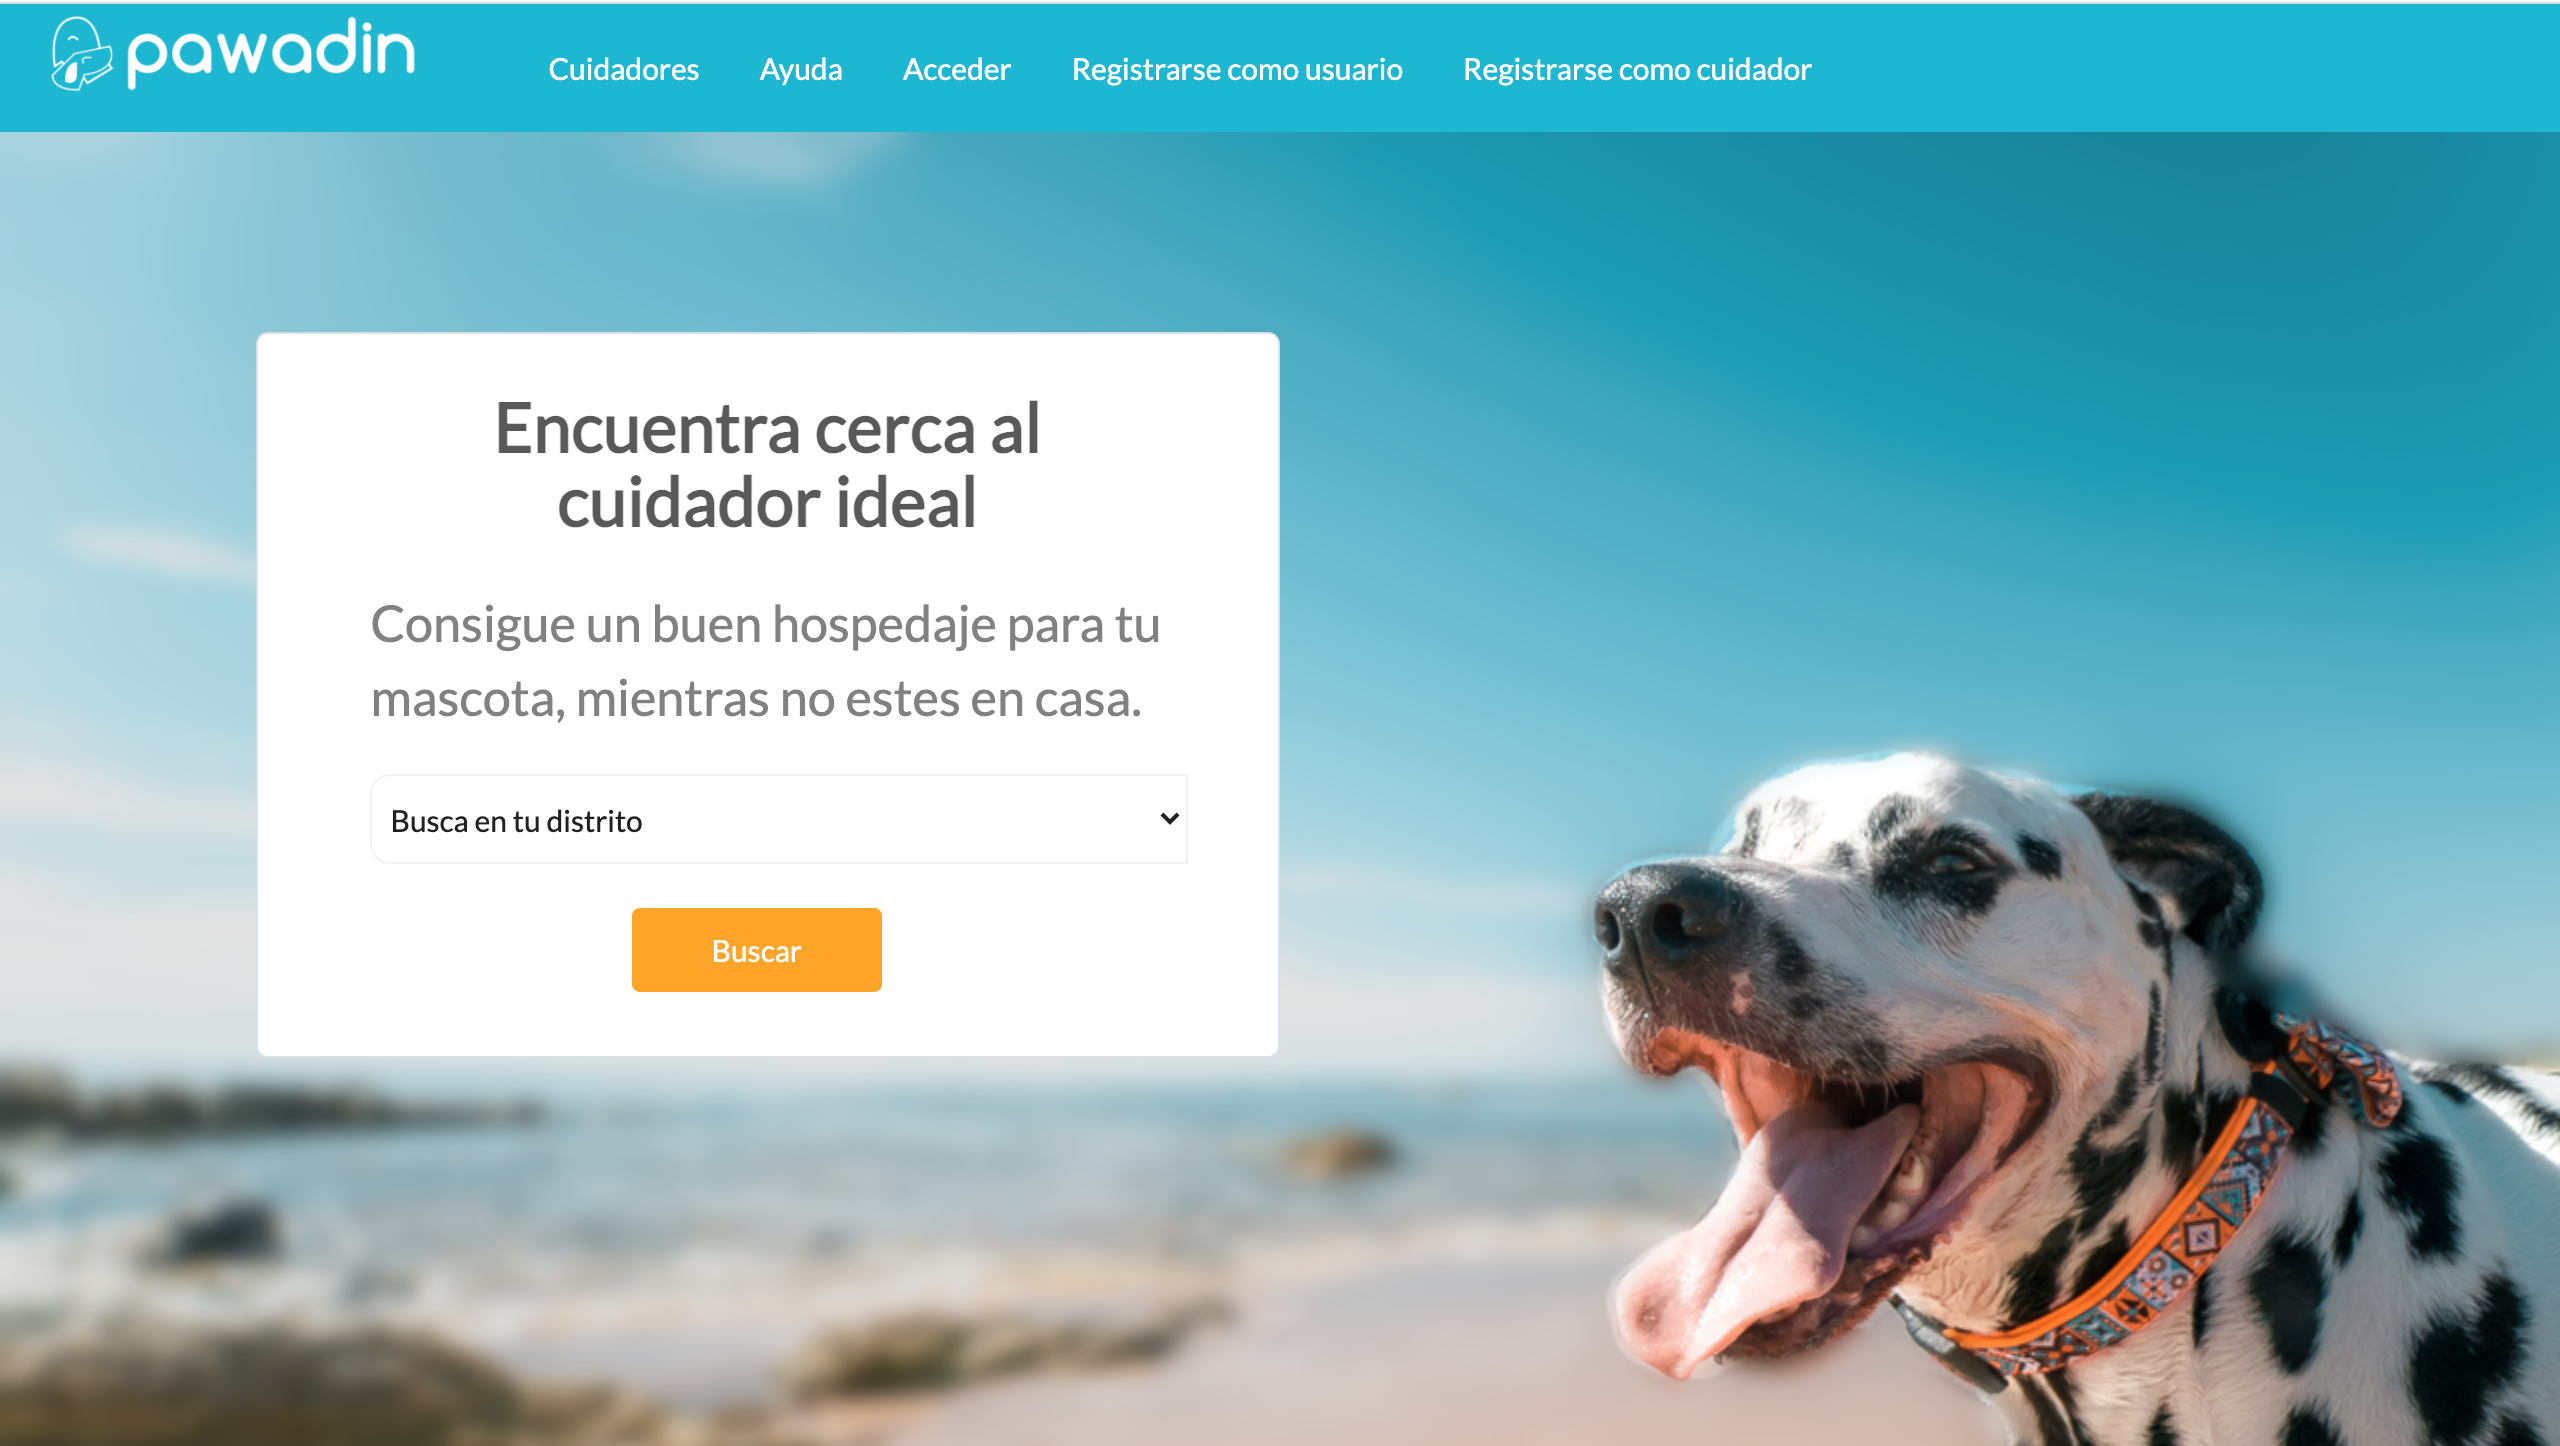 pawadin
Cuidadores
Ayuda
Acceder
Registrarse como usuario
Registrarse como cuidador
Encuentra cerca al
cuidador ideal
Consigue un buen hospedaje para tu
mascota, mientras no estes en casa.
Busca en tu distrito
Buscar